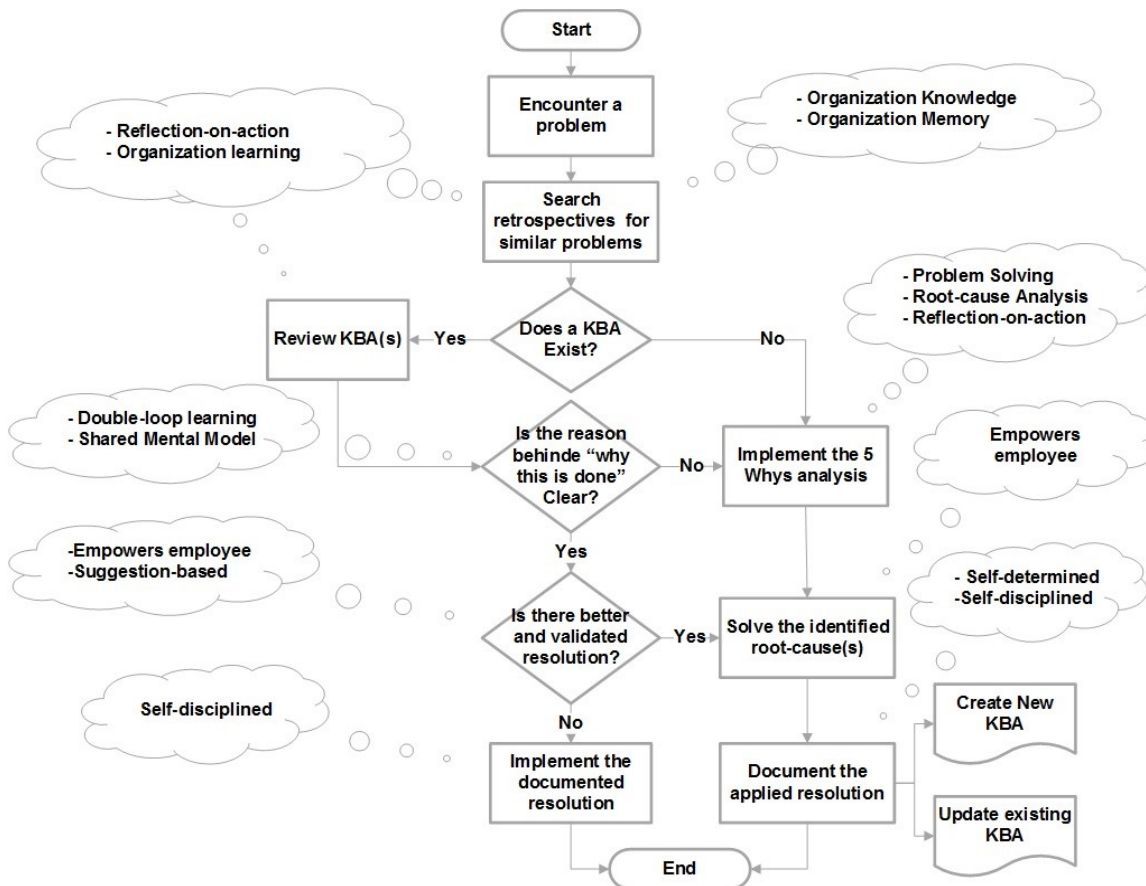 Start
Encounter a
problem
- Reflection-on-action
- Organization learning
- Organization Knowledge
- Organization Memory
Search
retrospectives for
similar problems
- Problem Solving
- Root-cause Analysis
- Reflection-on-action
Does a KBA
Exist?
Yes
Review KBA(s)
No
- Double-loop learning
- Shared Mental Model
Is the reason
behinde “why
this is done”
Clear?
No
Implement the 5
Whys analysis
Empowers
employee
Yes
-Empowers employee
-Suggestion-based
Is there better
and validated
resolution?
Yes
Solve the identified
root-cause(s)
- Self-determined
-Self-disciplined
Self-disciplined
No
Implement the
documented
resolution
Document the
applied resolution
Create New
KBA
Update existing
KBA
End